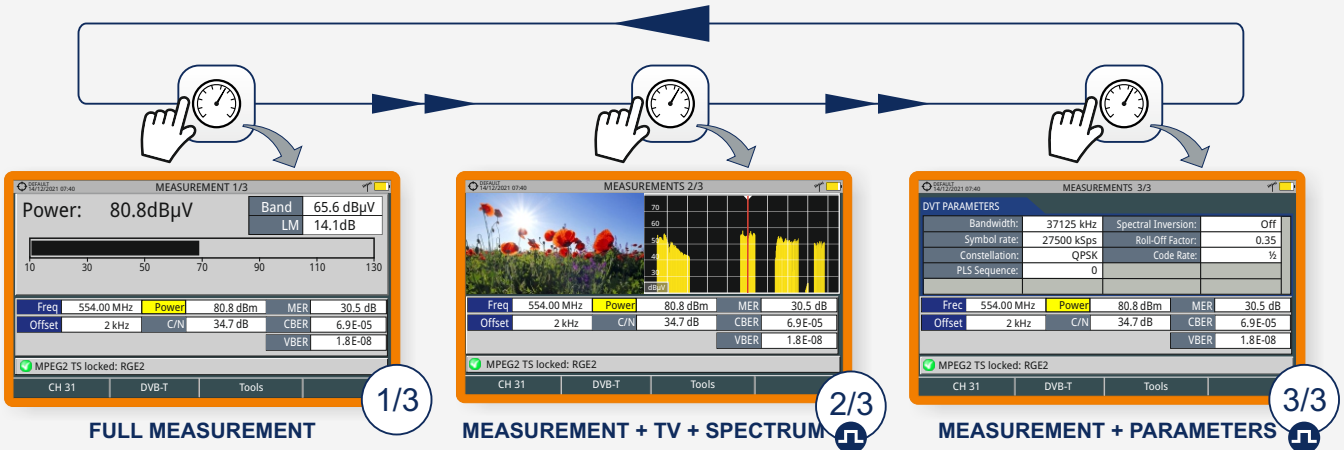 DEFAULT
14/12/2021 07:40
MEASUREMENT 1/3
Power: 80.8dBµV
Band 65.6 dBµV
LM 14.1dB
10 30 50 70 90 110 130
Freq 554.00 MHz Power 80.8 dBm MER 30.5 dB
Offset 2 kHz C/N 34.7 dB CBER 6.9E-05
VBER 1.8E-08
MPEG2 TS locked: RGE2
CH 31 DVB-T Tools
1/3
FULL MEASUREMENT
DEFAULT
14/12/2021 07:40
MEASUREMENTS 2/3
70
60
50
40
30
dBµV
Freq 554.00 MHz Power 80.8 dBm MER 30.5 dB
Offset 2 kHz C/N 34.7 dB CBER 6.9E-05
VBER 1.8E-08
MPEG2 TS locked: RGE2
CH 31 DVB-T Tools
2/3
MEASUREMENT + TV + SPECTRUM
DEFAULT
14/12/2021 07:40
MEASUREMENTS 3/3
DVT PARAMETERS
Bandwidth: 37125 kHz Spectral Inversion: Off
Symbol rate: 27500 kSps Roll-Off Factor: 0.35
Constellation: QPSK Code Rate: ½
PLS Sequence: 0
Frec 554.00 MHz Power 80.8 dBm MER 30.5 dB
Offset 2 kHz C/N 34.7 dB CBER 6.9E-05
VBER 1.8E-08
MPEG2 TS locked: RGE2
CH 31 DVB-T Tools
3/3
MEASUREMENT + PARAMETERS